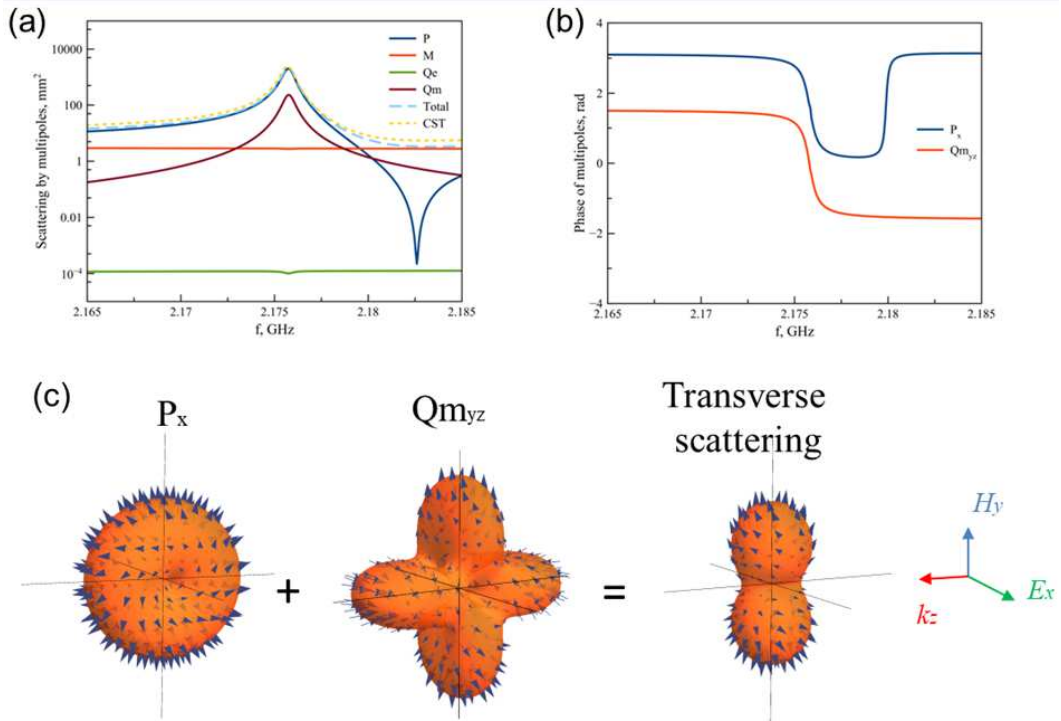 (a)
Scattering by multipoles, mm²
10000
100
1
0.01
10⁻⁴
2.165
2.17
2.175
2.18
2.185
f, GHz
P
M
Qe
Qm
Total
CST
(b)
Phase of multipoles, rad
4
2
0
−2
−4
2.165
2.17
2.175
2.18
2.185
f, GHz
Pₓ
Qm_yz
(c)
Px
+
Qmyz
=
Transverse
scattering
Hy
kz
Ex